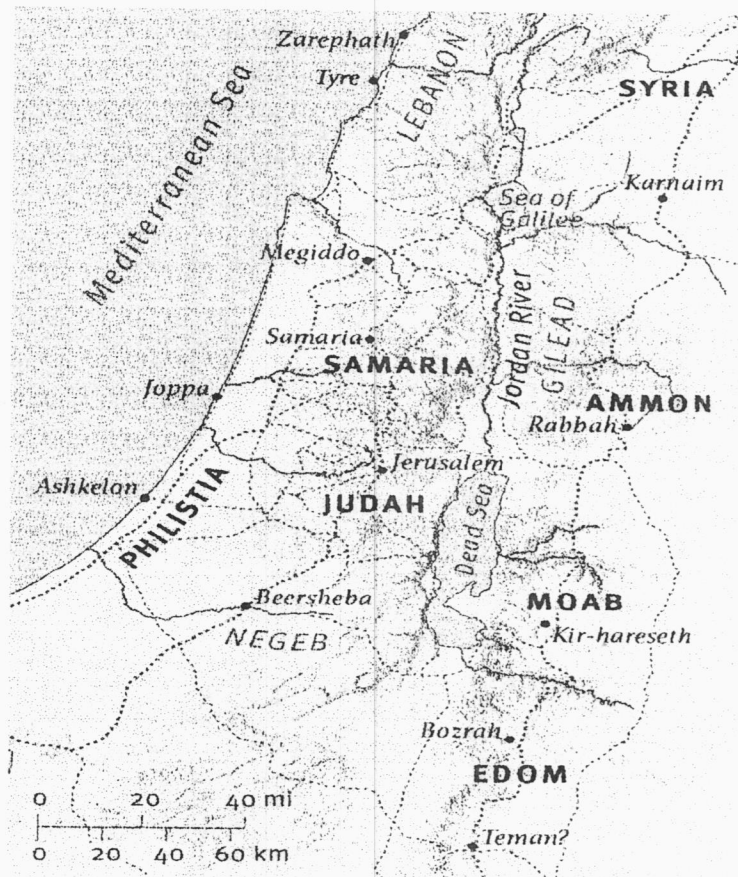 Zarephath
Tyre
LEBANON
SYRIA
Mediterranean Sea
Sea of
Galilee
Karnaim
Megiddo
Jordan River
GILEAD
Samaria
SAMARIA
Joppa
AMMON
Rabbah
Jerusalem
Ashkelon
PHILISTIA
JUDAH
Dead Sea
Beersheba
MOAB
NEGEB
Kir-hareseth
Bozrah
EDOM
0 20 40 mi
0 20 40 60 km
Teman?